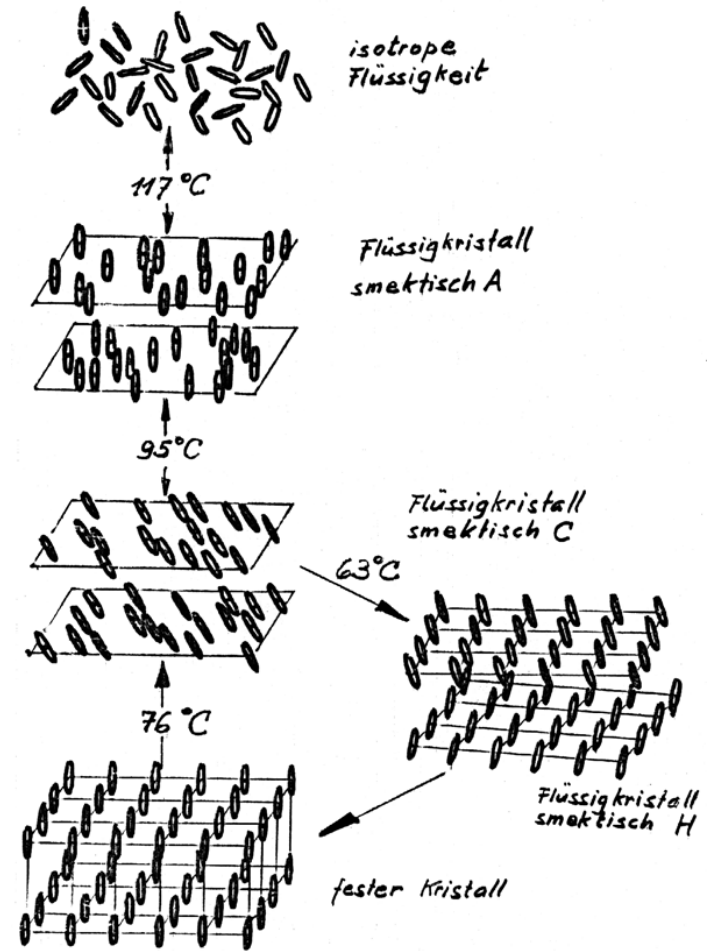 isotrope
Flüssigkeit
117°C
Flüssigkristall
smektisch A
95°C
Flüssigkristall
smektisch C
63°C
76°C
Flüssigkristall
smektisch H
fester Kristall